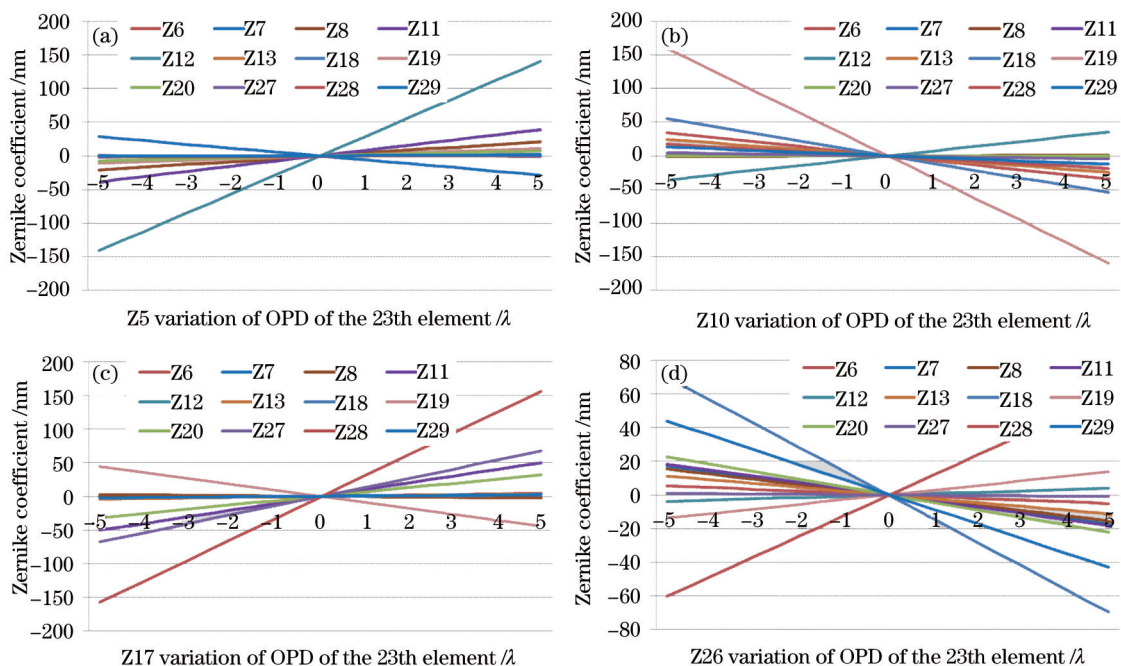 (a)
Z6 Z7 Z8 Z11
Z12 Z13 Z18 Z19
Z20 Z27 Z28 Z29
Zernike coefficient /nm
200
150
100
50
0
−50
−100
−150
−200
−5 −4 −3 −2 −1 0 1 2 3 4 5
Z5 variation of OPD of the 23th element /λ
(b)
Z6 Z7 Z8 Z11
Z12 Z13 Z18 Z19
Z20 Z27 Z28 Z29
Zernike coefficient /nm
200
150
100
50
0
−50
−100
−150
−200
−5 −4 −3 −2 −1 0 1 2 3 4 5
Z10 variation of OPD of the 23th element /λ
(c)
Z6 Z7 Z8 Z11
Z12 Z13 Z18 Z19
Z20 Z27 Z28 Z29
Zernike coefficient /nm
200
150
100
50
0
−50
−100
−150
−200
−5 −4 −3 −2 −1 0 1 2 3 4 5
Z17 variation of OPD of the 23th element /λ
(d)
Z6 Z7 Z8 Z11
Z12 Z13 Z18 Z19
Z20 Z27 Z28 Z29
Zernike coefficient /nm
80
60
40
20
0
−20
−40
−60
−80
−5 −4 −3 −2 −1 0 1 2 3 4 5
Z26 variation of OPD of the 23th element /λ